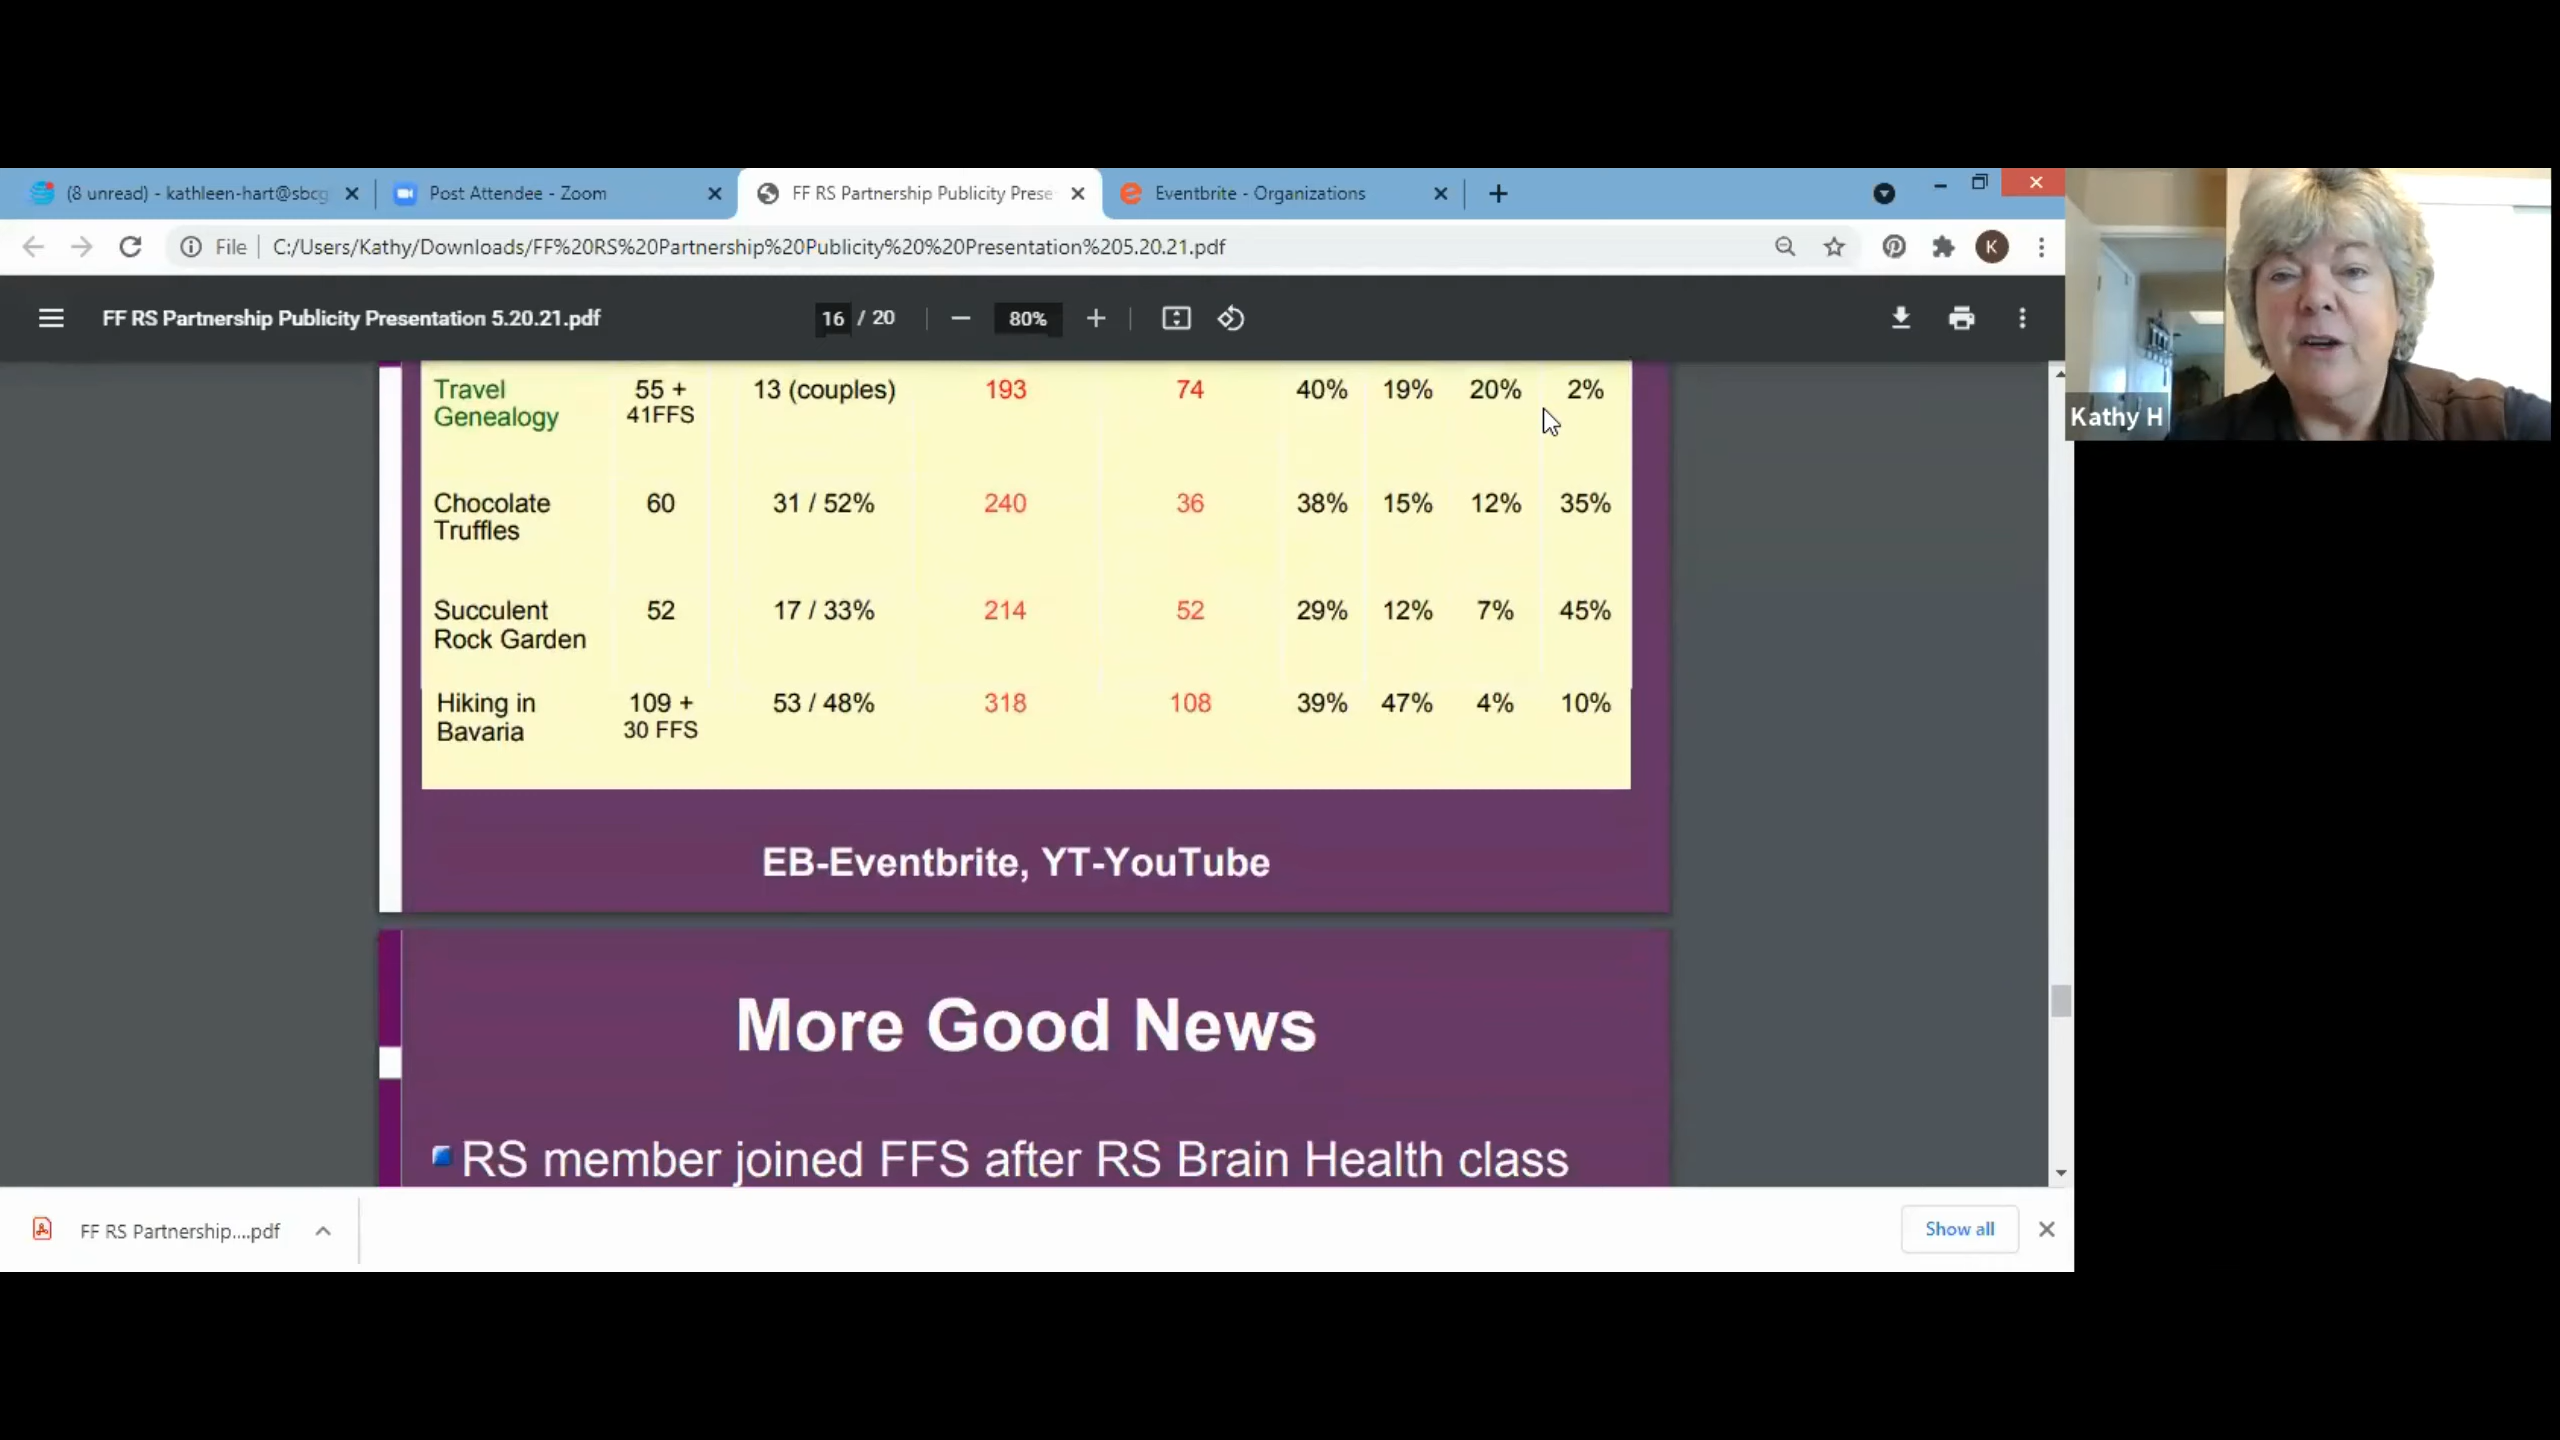 (8 unread) - kathleen-hart@sbcg
Post Attendee - Zoom
FF RS Partnership Publicity Prese
Eventbrite - Organizations
File
C:/Users/Kathy/Downloads/FF%20RS%20Partnership%20Publicity%20%20Presentation%205.20.21.pdf
K
FF RS Partnership Publicity Presentation 5.20.21.pdf
16 / 20
80%
Kathy H
Travel 55 + 13 (couples) 193 74 40% 19% 20% 2%
Genealogy 41FFS
Chocolate 60 31 / 52% 240 36 38% 15% 12% 35%
Truffles
Succulent 52 17 / 33% 214 52 29% 12% 7% 45%
Rock Garden
Hiking in 109 + 53 / 48% 318 108 39% 47% 4% 10%
Bavaria 30 FFS
EB-Eventbrite, YT-YouTube
More Good News
RS member joined FFS after RS Brain Health class
FF RS Partnership....pdf
Show all